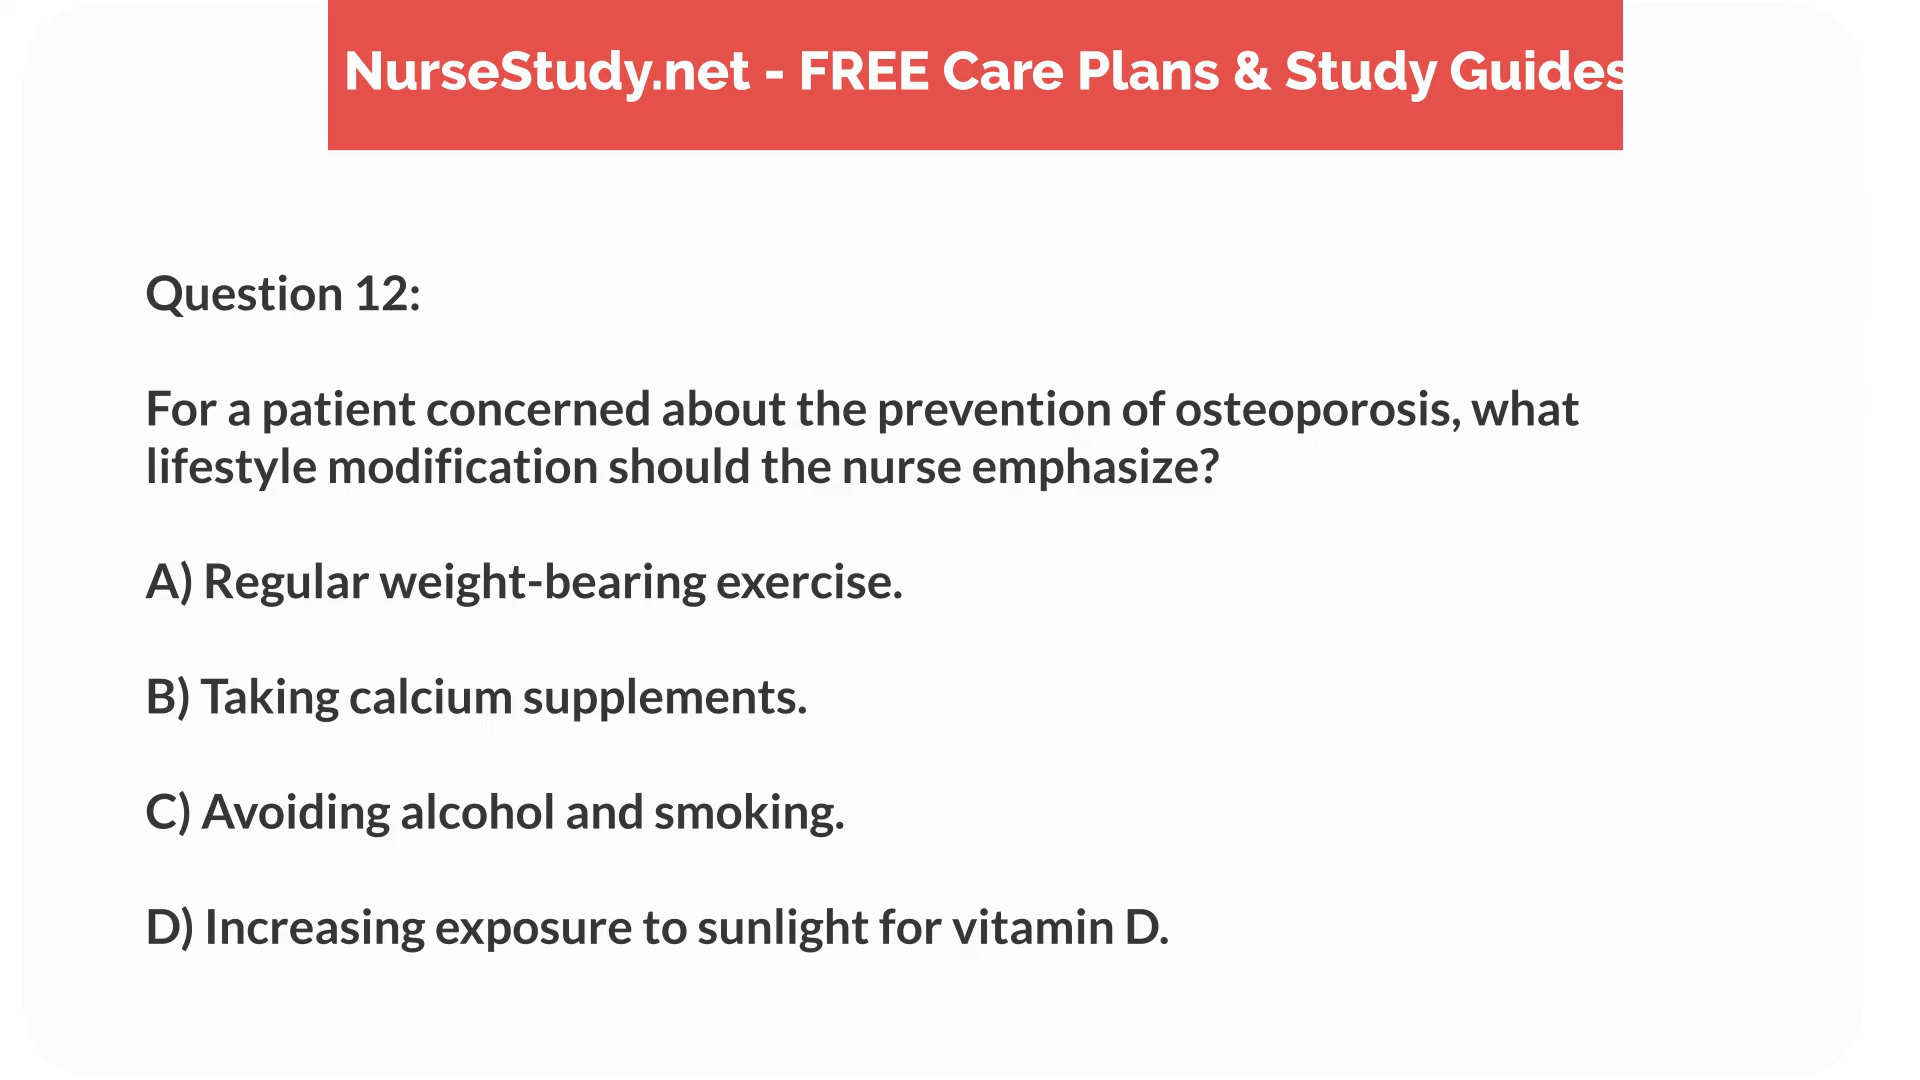 NurseStudy.net - FREE Care Plans & Study Guides
Question 12:
For a patient concerned about the prevention of osteoporosis, what
lifestyle modification should the nurse emphasize?
A) Regular weight-bearing exercise.
B) Taking calcium supplements.
C) Avoiding alcohol and smoking.
D) Increasing exposure to sunlight for vitamin D.